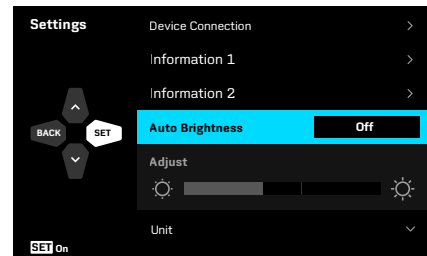 Settings
Device Connection
Information 1
Information 2
BACK
SET
Auto Brightness
Off
Adjust
Unit
SET On